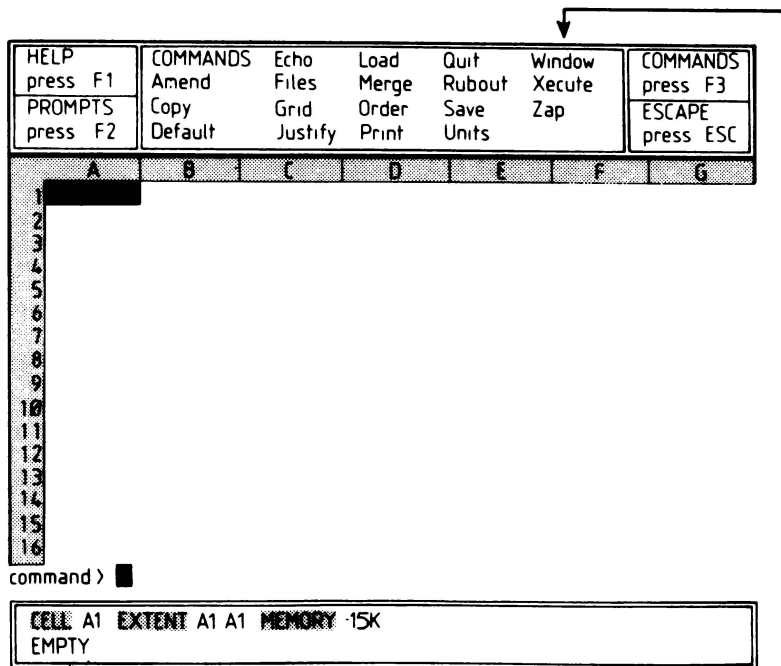 HELP
press F1
PROMPTS
press F2
COMMANDS Echo Load Quit Window
Amend Files Merge Rubout Xecute
Copy Grid Order Save Zap
Default Justify Print Units
COMMANDS
press F3
ESCAPE
press ESC
A B C D E F G
1
2
3
4
5
6
7
8
9
10
11
12
13
14
15
16
command >
CELL A1 EXTENT A1 A1 MEMORY -15K
EMPTY